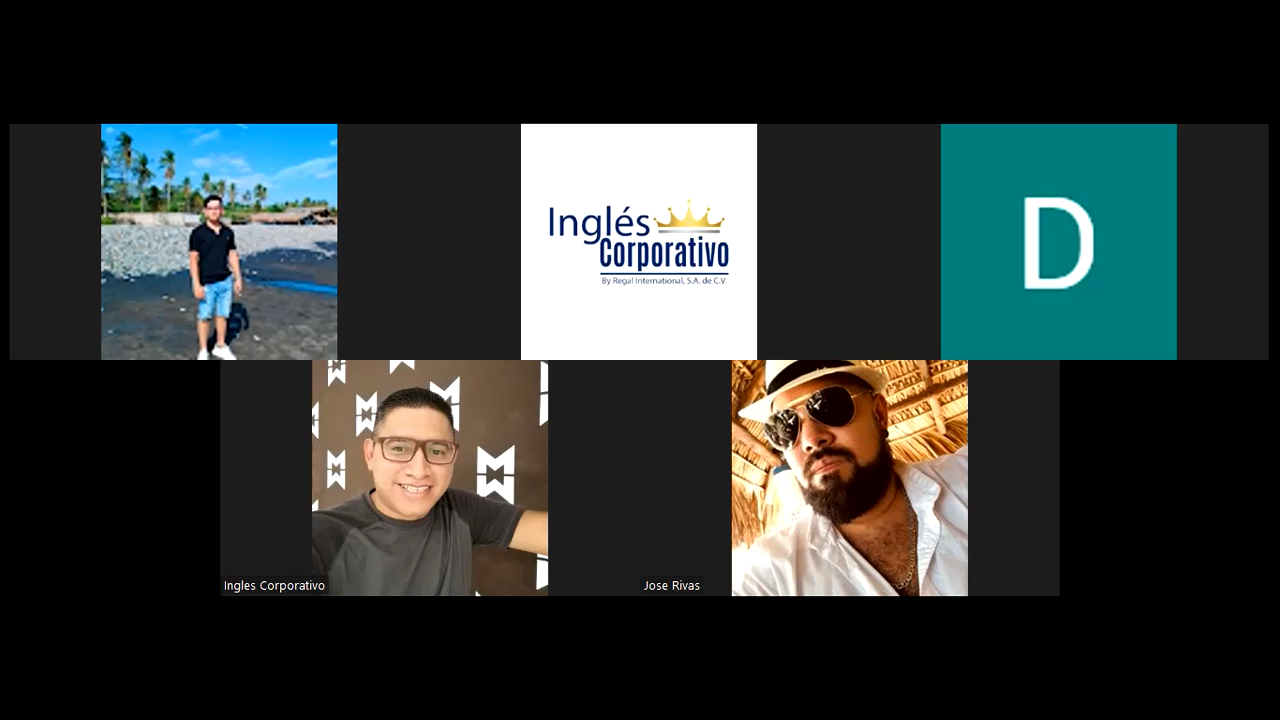 Inglés
Corporativo
By Regal International, S.A. de C.V.
D
Ingles Corporativo
Jose Rivas